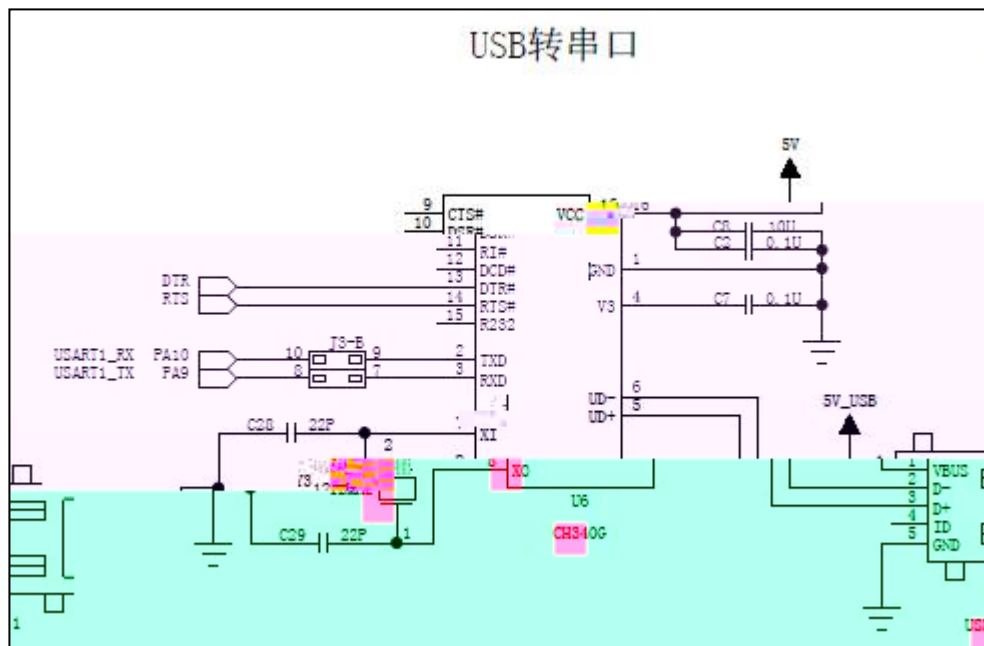 USB转串口
5V
9 CTS# VCC
10 DSR#
11 RI# C8 10U
12 DCD# C2 0.1U
13 DTR# GND 1
DTR
RTS 14 RTS# V3 4 C7 0.1U
15 R232
J3-B
USART1_RX PA10 10 9 2 TXD
USART1_TX PA9 8 7 3 RXD
UD- 6
UD+ 5
5V_USB
C28 22P XI
2
XO 1 VBUS
2 D-
3 D+
U6 4 ID
C29 22P 1 CH340G 5 GND
1